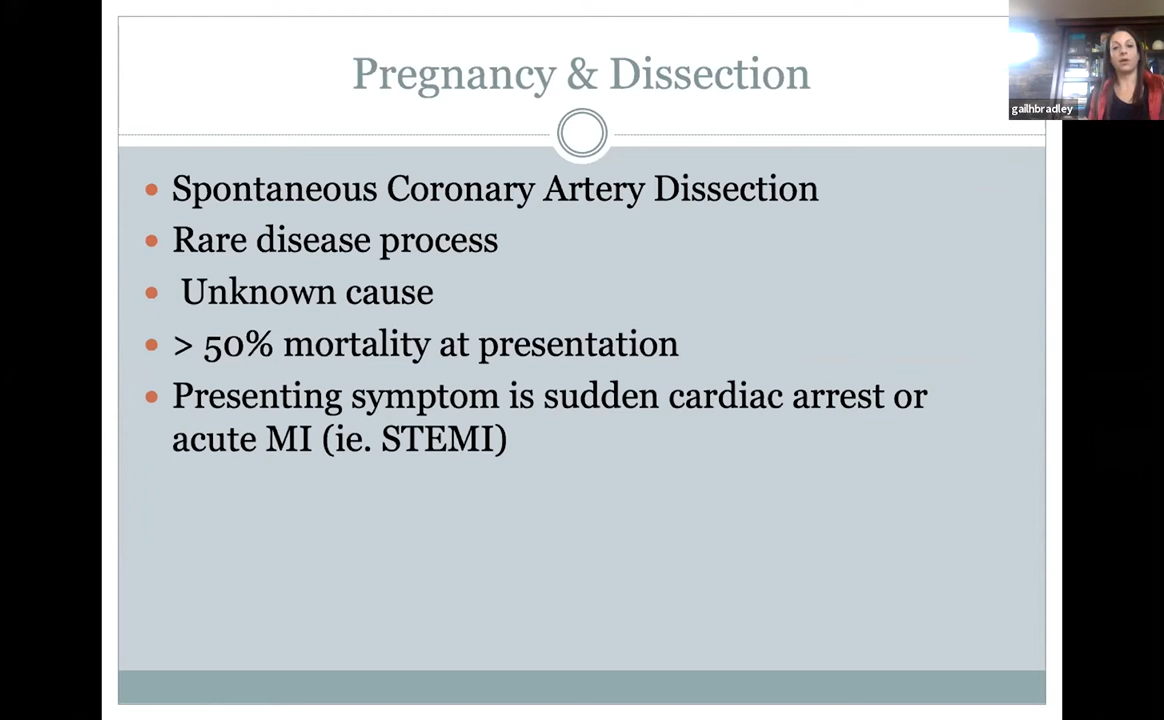 Pregnancy & Dissection
gailhbradley
Spontaneous Coronary Artery Dissection
Rare disease process
Unknown cause
> 50% mortality at presentation
Presenting symptom is sudden cardiac arrest or
acute MI (ie. STEMI)